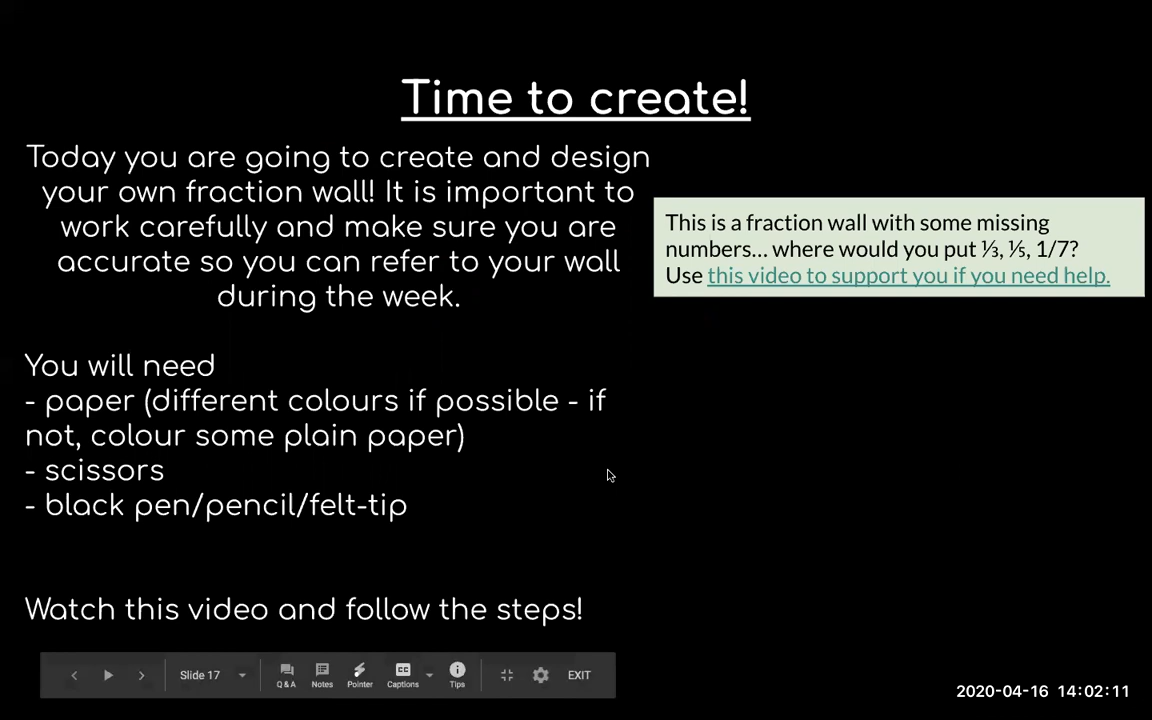 Time to create!
Today you are going to create and design
your own fraction wall! It is important to
work carefully and make sure you are
accurate so you can refer to your wall
during the week.
This is a fraction wall with some missing
numbers... where would you put ⅓, ⅕, 1/7?
Use this video to support you if you need help.
You will need
- paper (different colours if possible - if
not, colour some plain paper)
- scissors
- black pen/pencil/felt-tip
Watch this video and follow the steps!
Slide 17
Q & A
Notes
Pointer
CC
Captions
Tips
EXIT
2020-04-16 14:02:11